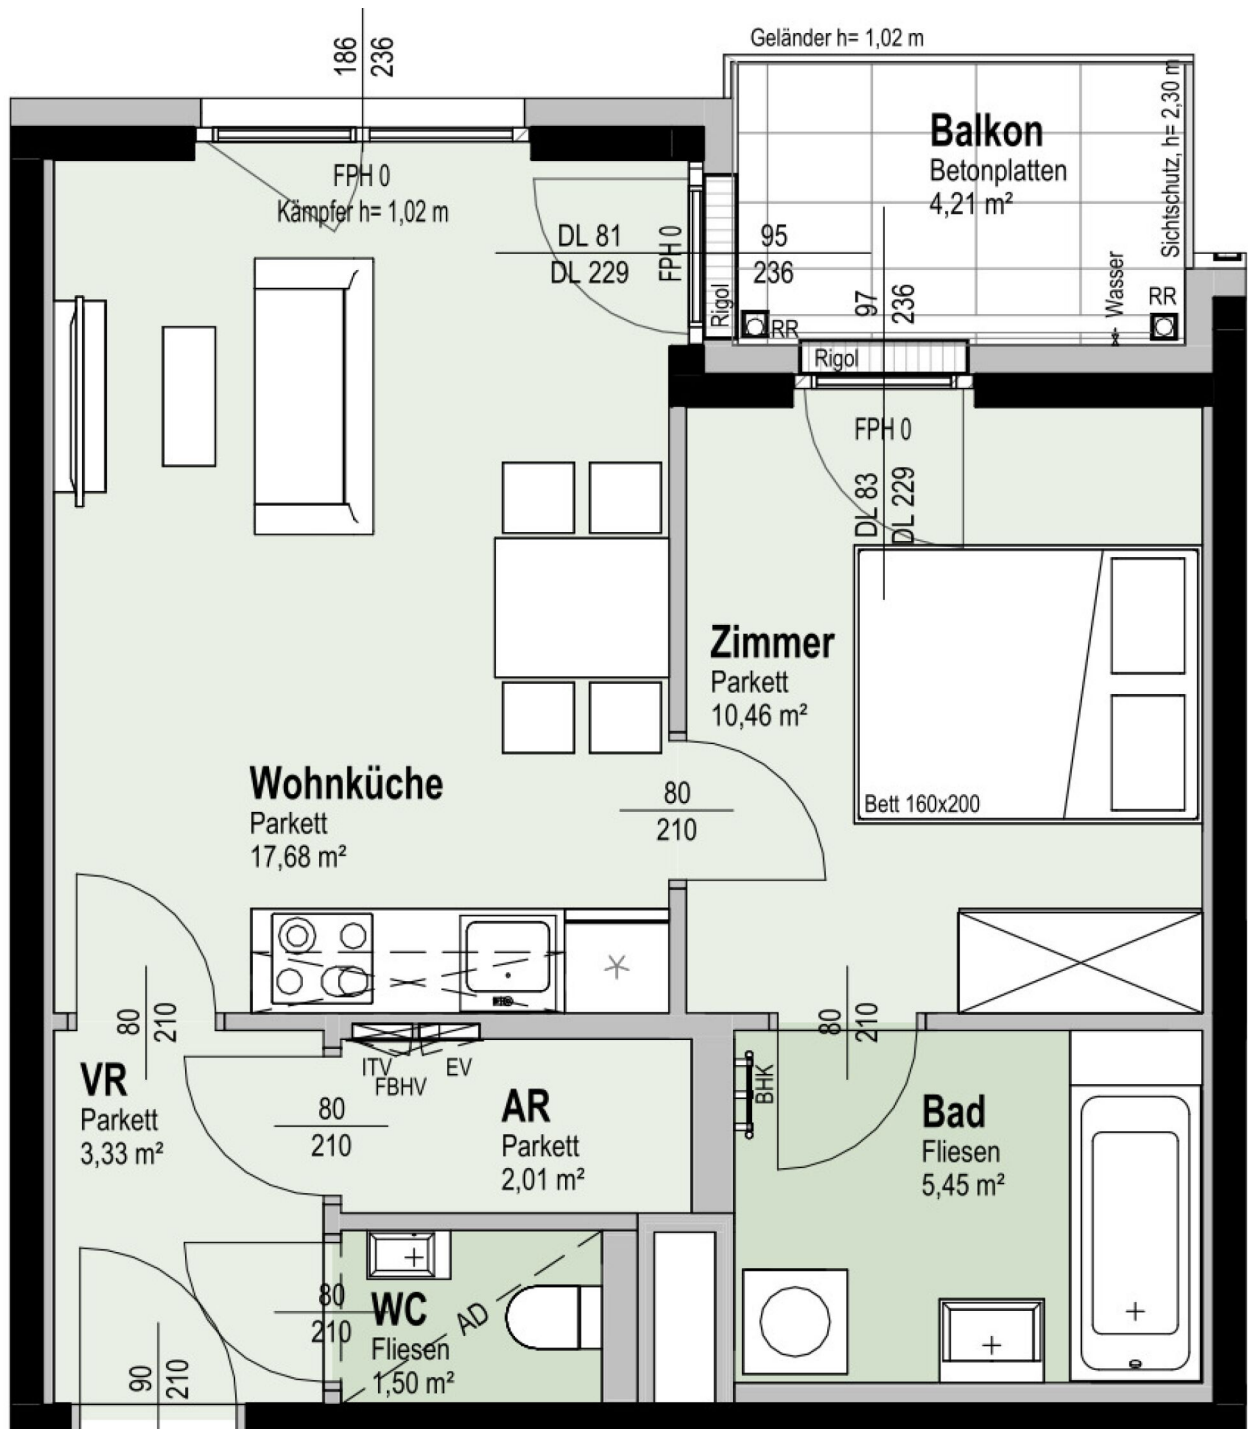 Geländer h= 1,02 m
186
236
Balkon
Betonplatten
4,21 m²
Sichtschutz, h= 2,30 m
FPH 0
Kämpfer h= 1,02 m
DL 81
DL 229
FPH 0
95
236
Rigol
RR
97
236
Wasser
RR
Rigol
FPH 0
DL 83
DL 229
Zimmer
Parkett
10,46 m²
Bett 160x200
Wohnküche
Parkett
17,68 m²
80
210
80
210
80
210
VR
Parkett
3,33 m²
ITV
FBHV
EV
80
210
AR
Parkett
2,01 m²
BHK
Bad
Fliesen
5,45 m²
80
210
WC
Fliesen
1,50 m²
AD
90
210